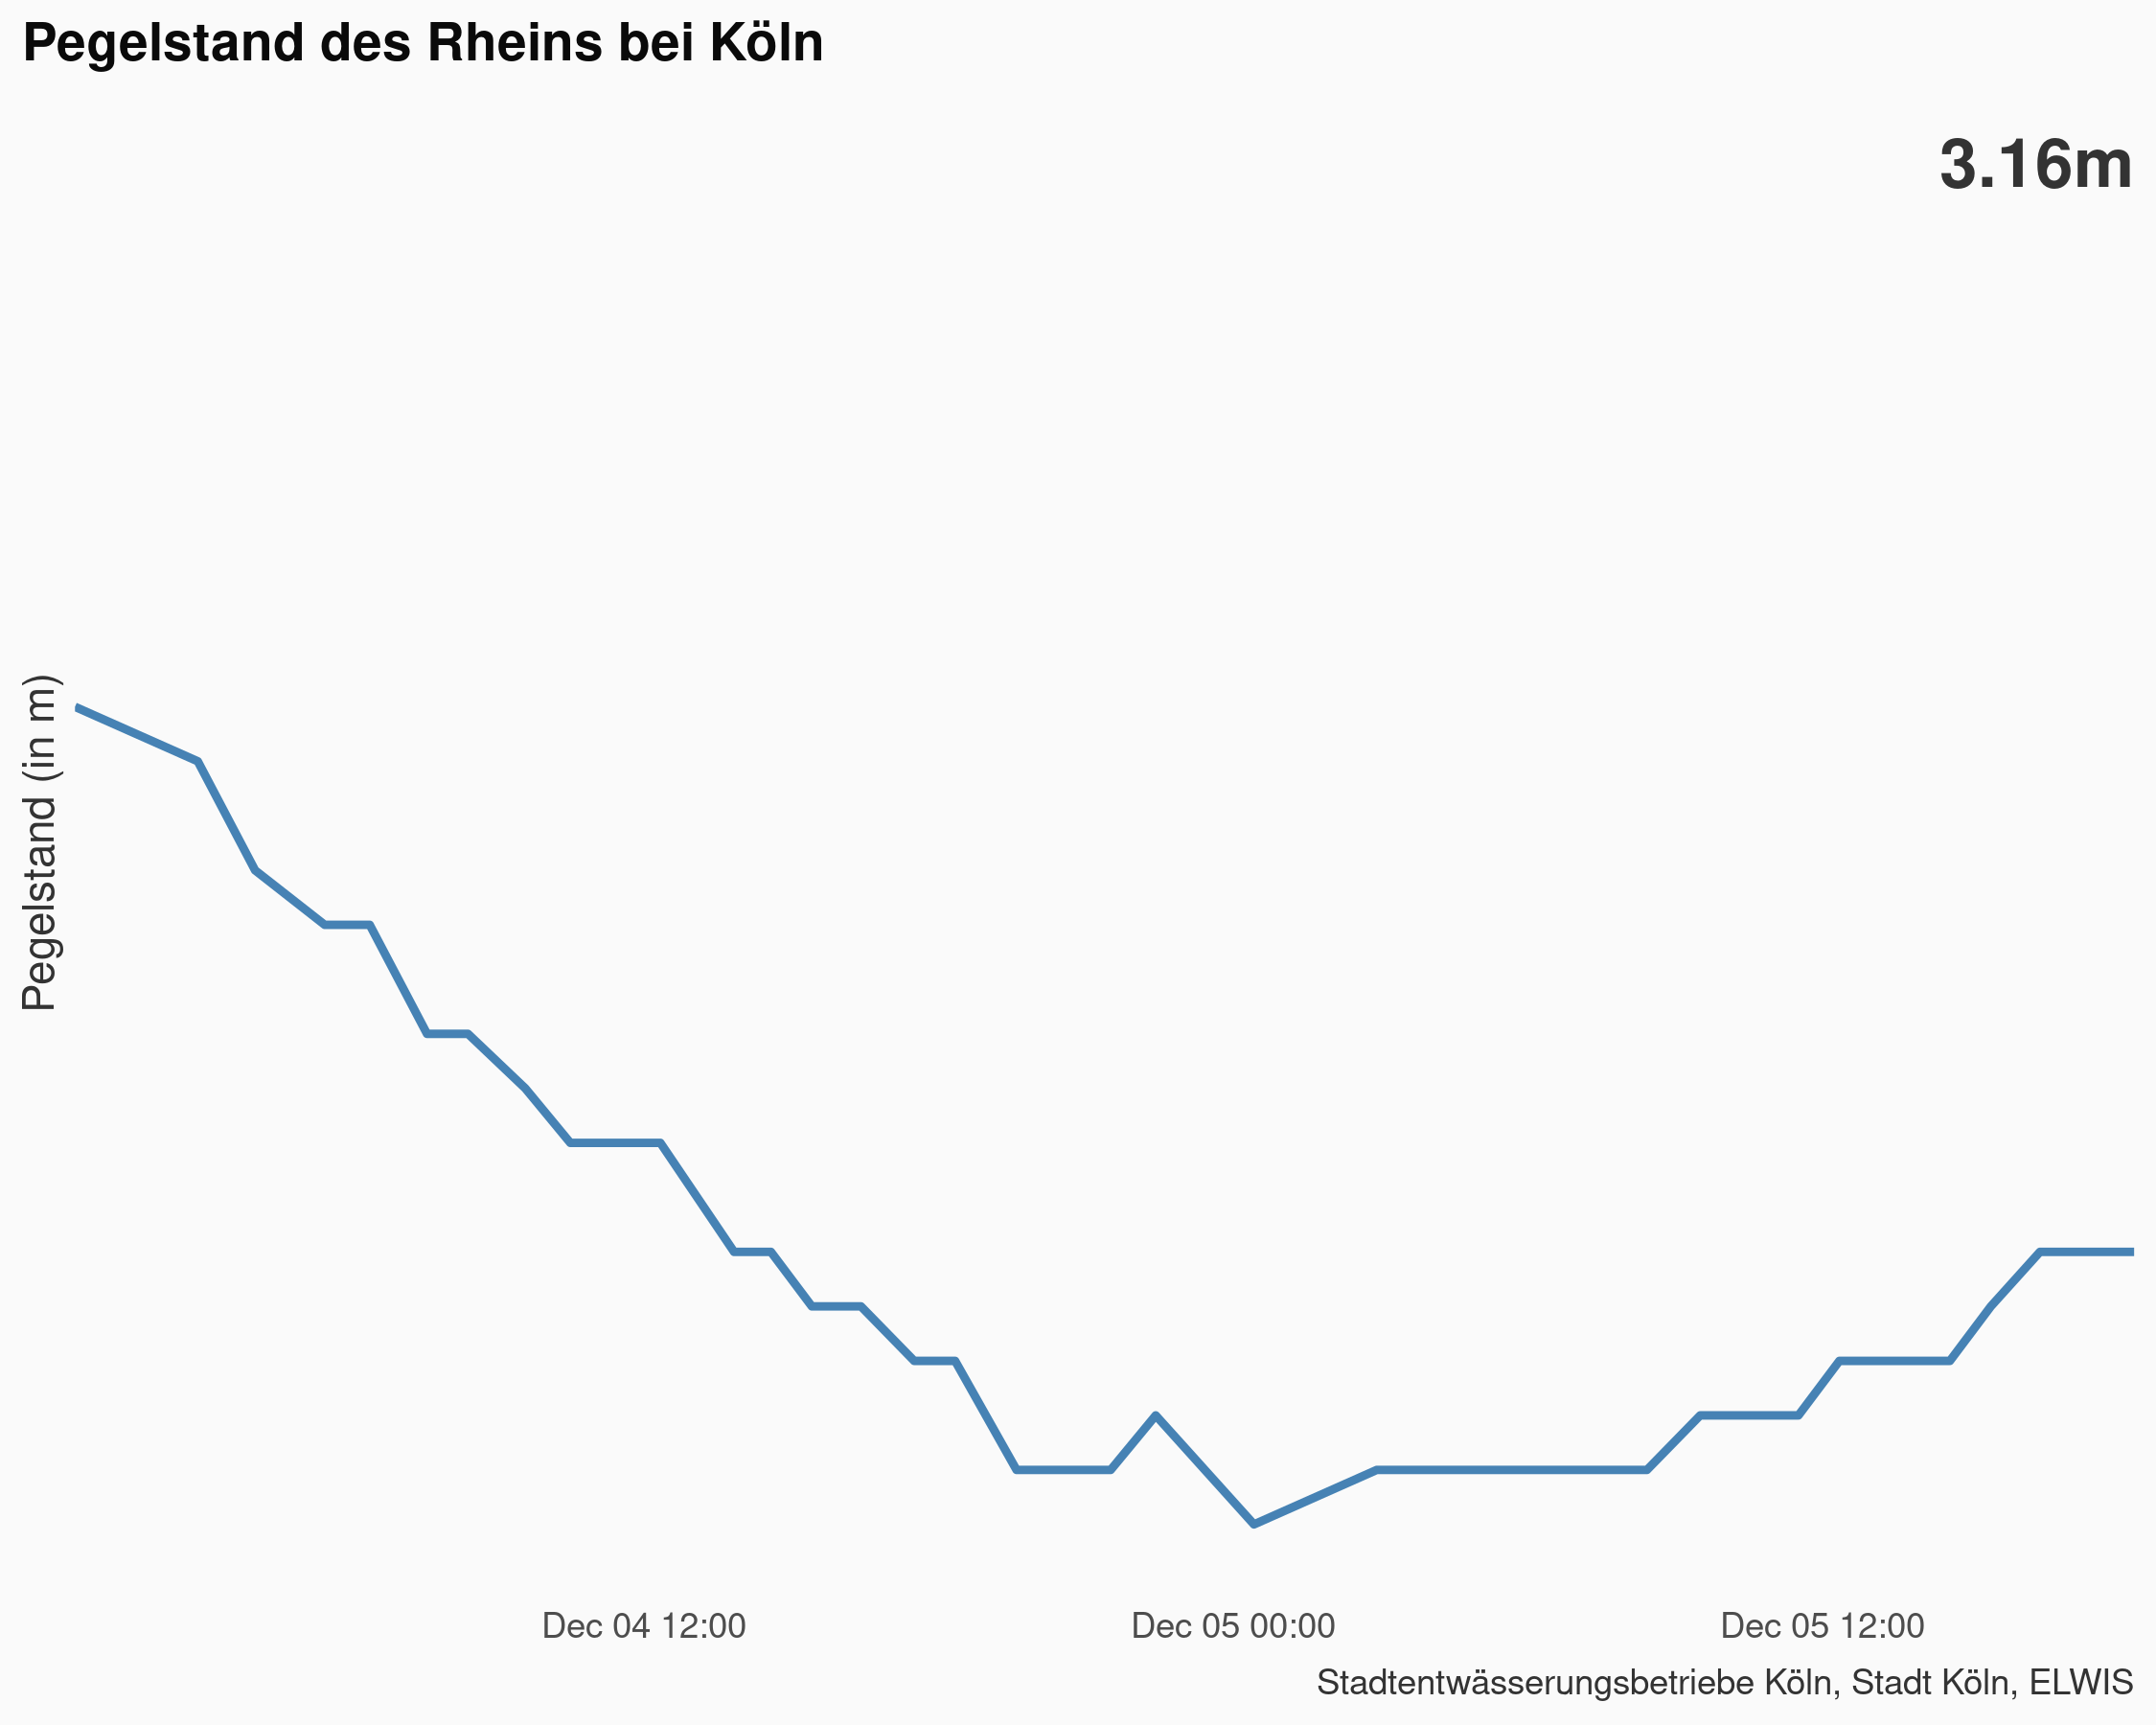 Pegelstand des Rheins bei Köln
3.16m
Pegelstand (in m)
Dec 04 12:00
Dec 05 00:00
Dec 05 12:00
Stadtentwässerungsbetriebe Köln, Stadt Köln, ELWIS